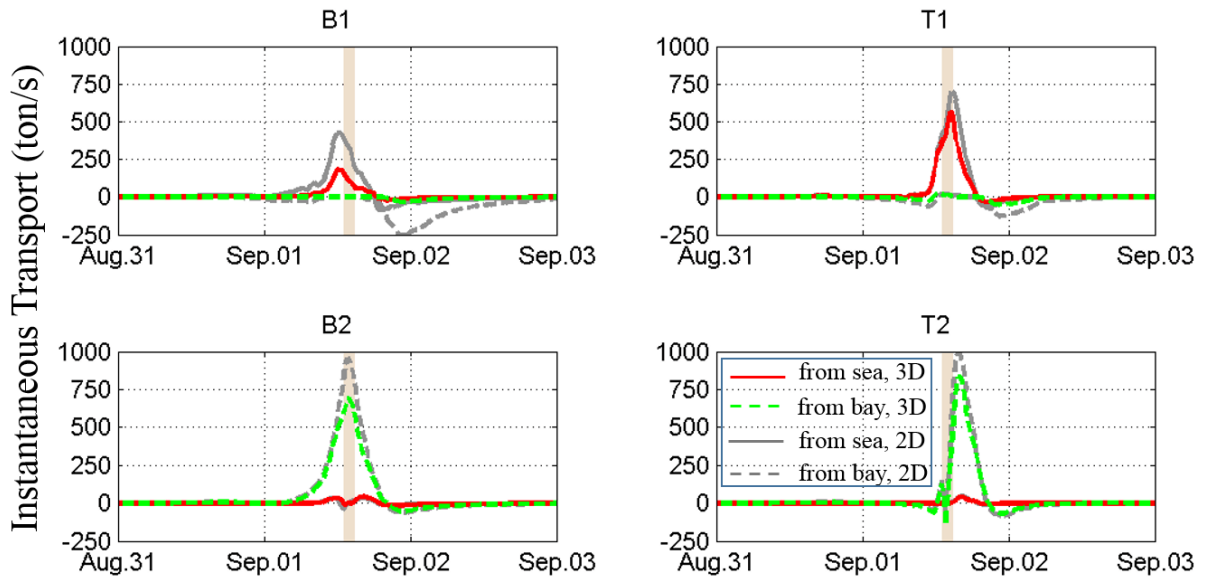 Instantaneous Transport (ton/s)
B1
1000
750
500
250
0
-250
Aug.31 Sep.01 Sep.02 Sep.03
T1
1000
750
500
250
0
-250
Aug.31 Sep.01 Sep.02 Sep.03
B2
1000
750
500
250
0
-250
Aug.31 Sep.01 Sep.02 Sep.03
T2
1000
750
500
250
0
-250
Aug.31 Sep.01 Sep.02 Sep.03
from sea, 3D
from bay, 3D
from sea, 2D
from bay, 2D